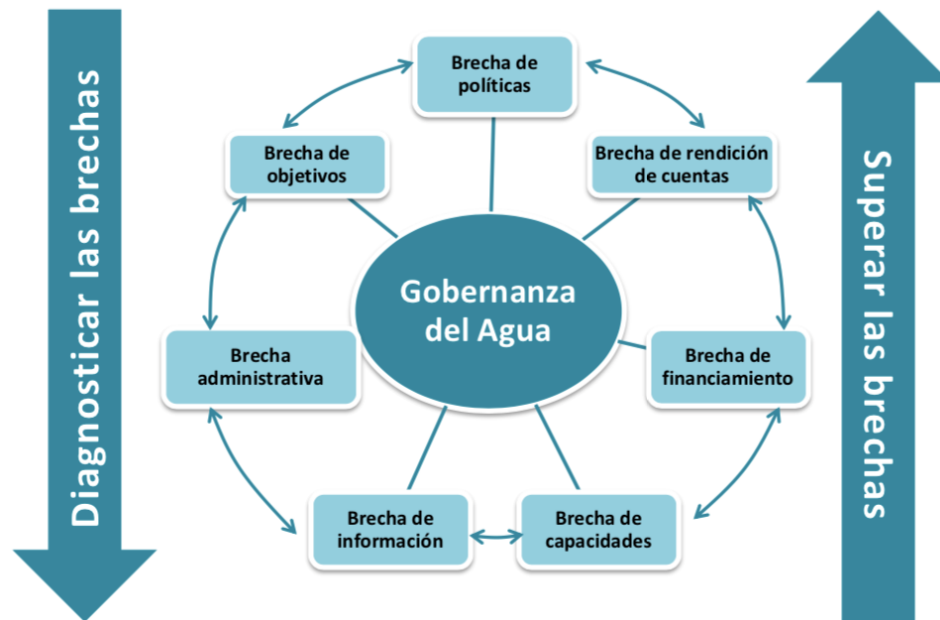 Diagnosticar las brechas
Brecha de
políticas
Brecha de
objetivos
Brecha de rendición
de cuentas
Gobernanza
del Agua
Brecha
administrativa
Brecha de
financiamiento
Brecha de
información
Brecha de
capacidades
Superar las brechas